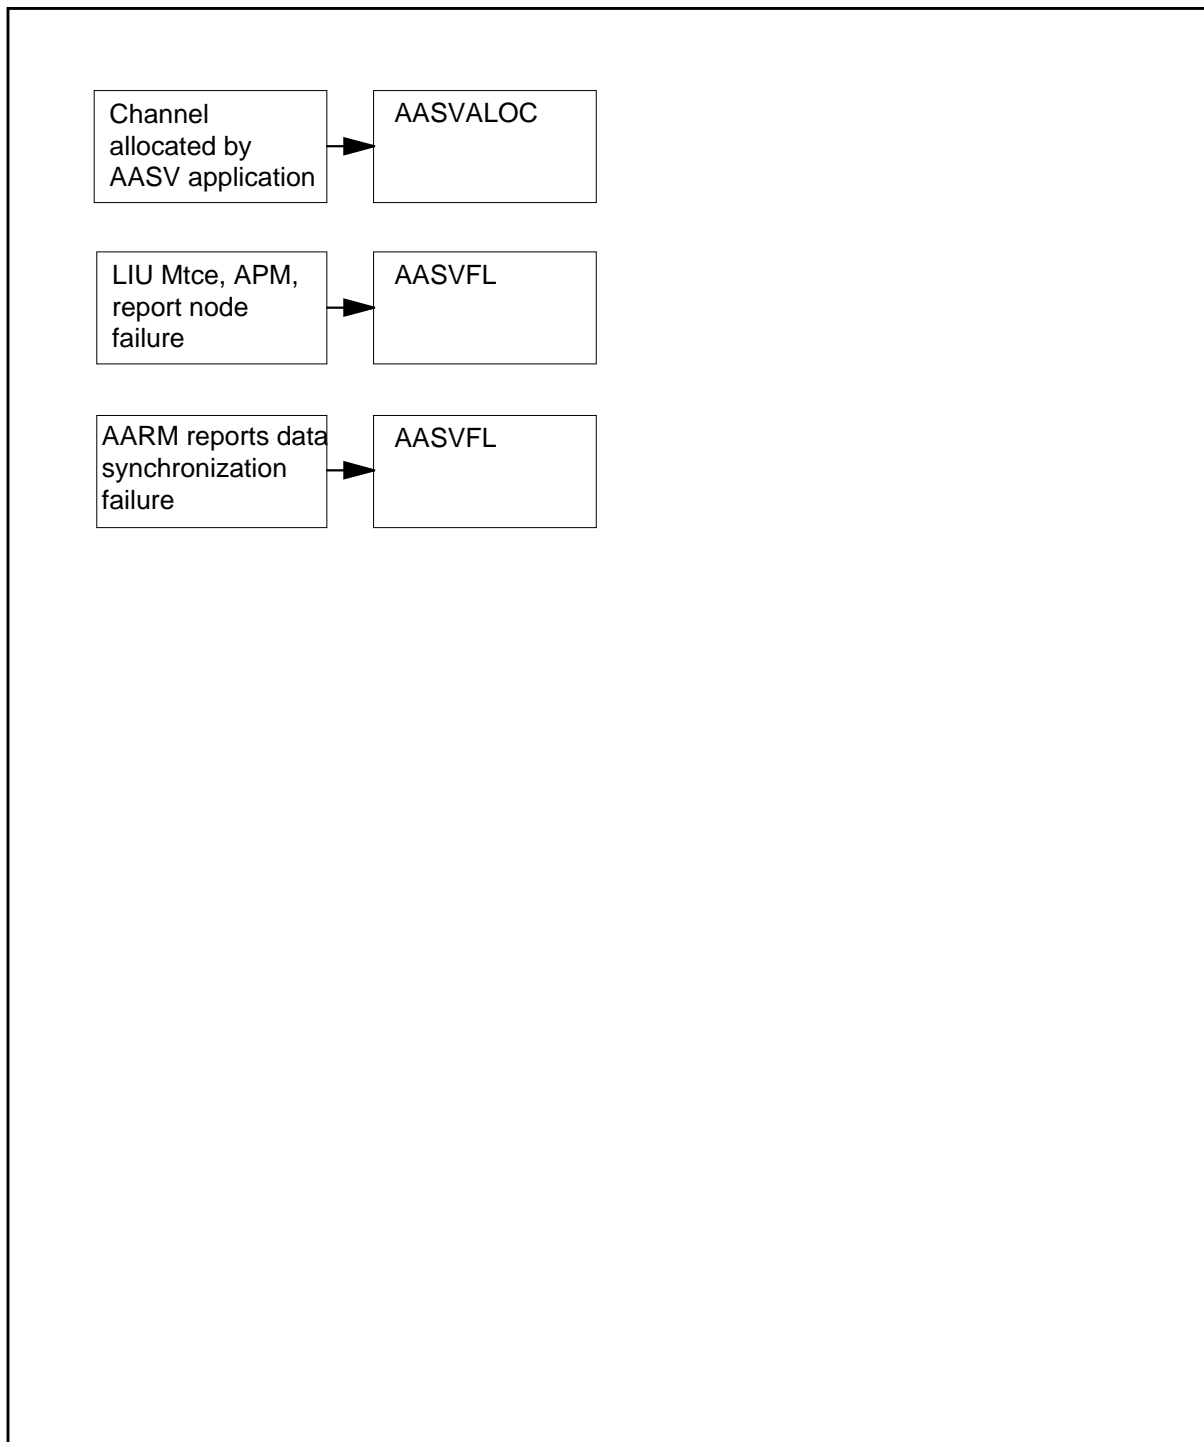 Channel
allocated by
AASV application
AASVALOC
LIU Mtce, APM,
report node
failure
AASVFL
AARM reports data
synchronization
failure
AASVFL